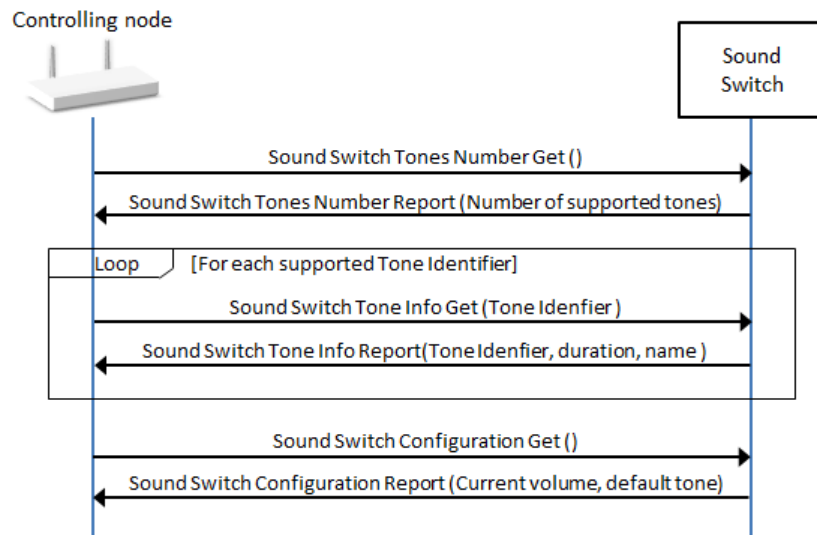 Controlling node
Sound
Switch
Sound Switch Tones Number Get ()
Sound Switch Tones Number Report (Number of supported tones)
Loop [For each supported Tone Identifier]
Sound Switch Tone Info Get (Tone Idenfier )
Sound Switch Tone Info Report(Tone Idenfier, duration, name )
Sound Switch Configuration Get ()
Sound Switch Configuration Report (Current volume, default tone)